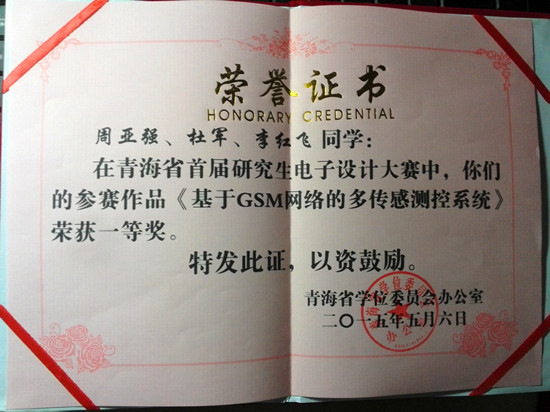 荣誉证书
HONORARY CREDENTIAL
周亚强、杜军、李红飞同学：
在青海省首届研究生电子设计大赛中，你们
的参赛作品《基于GSM网络的多传感测控系统》
荣获一等奖。
特发此证，以资鼓励。
青海省学位委员会办公室
二〇一五年五月六日